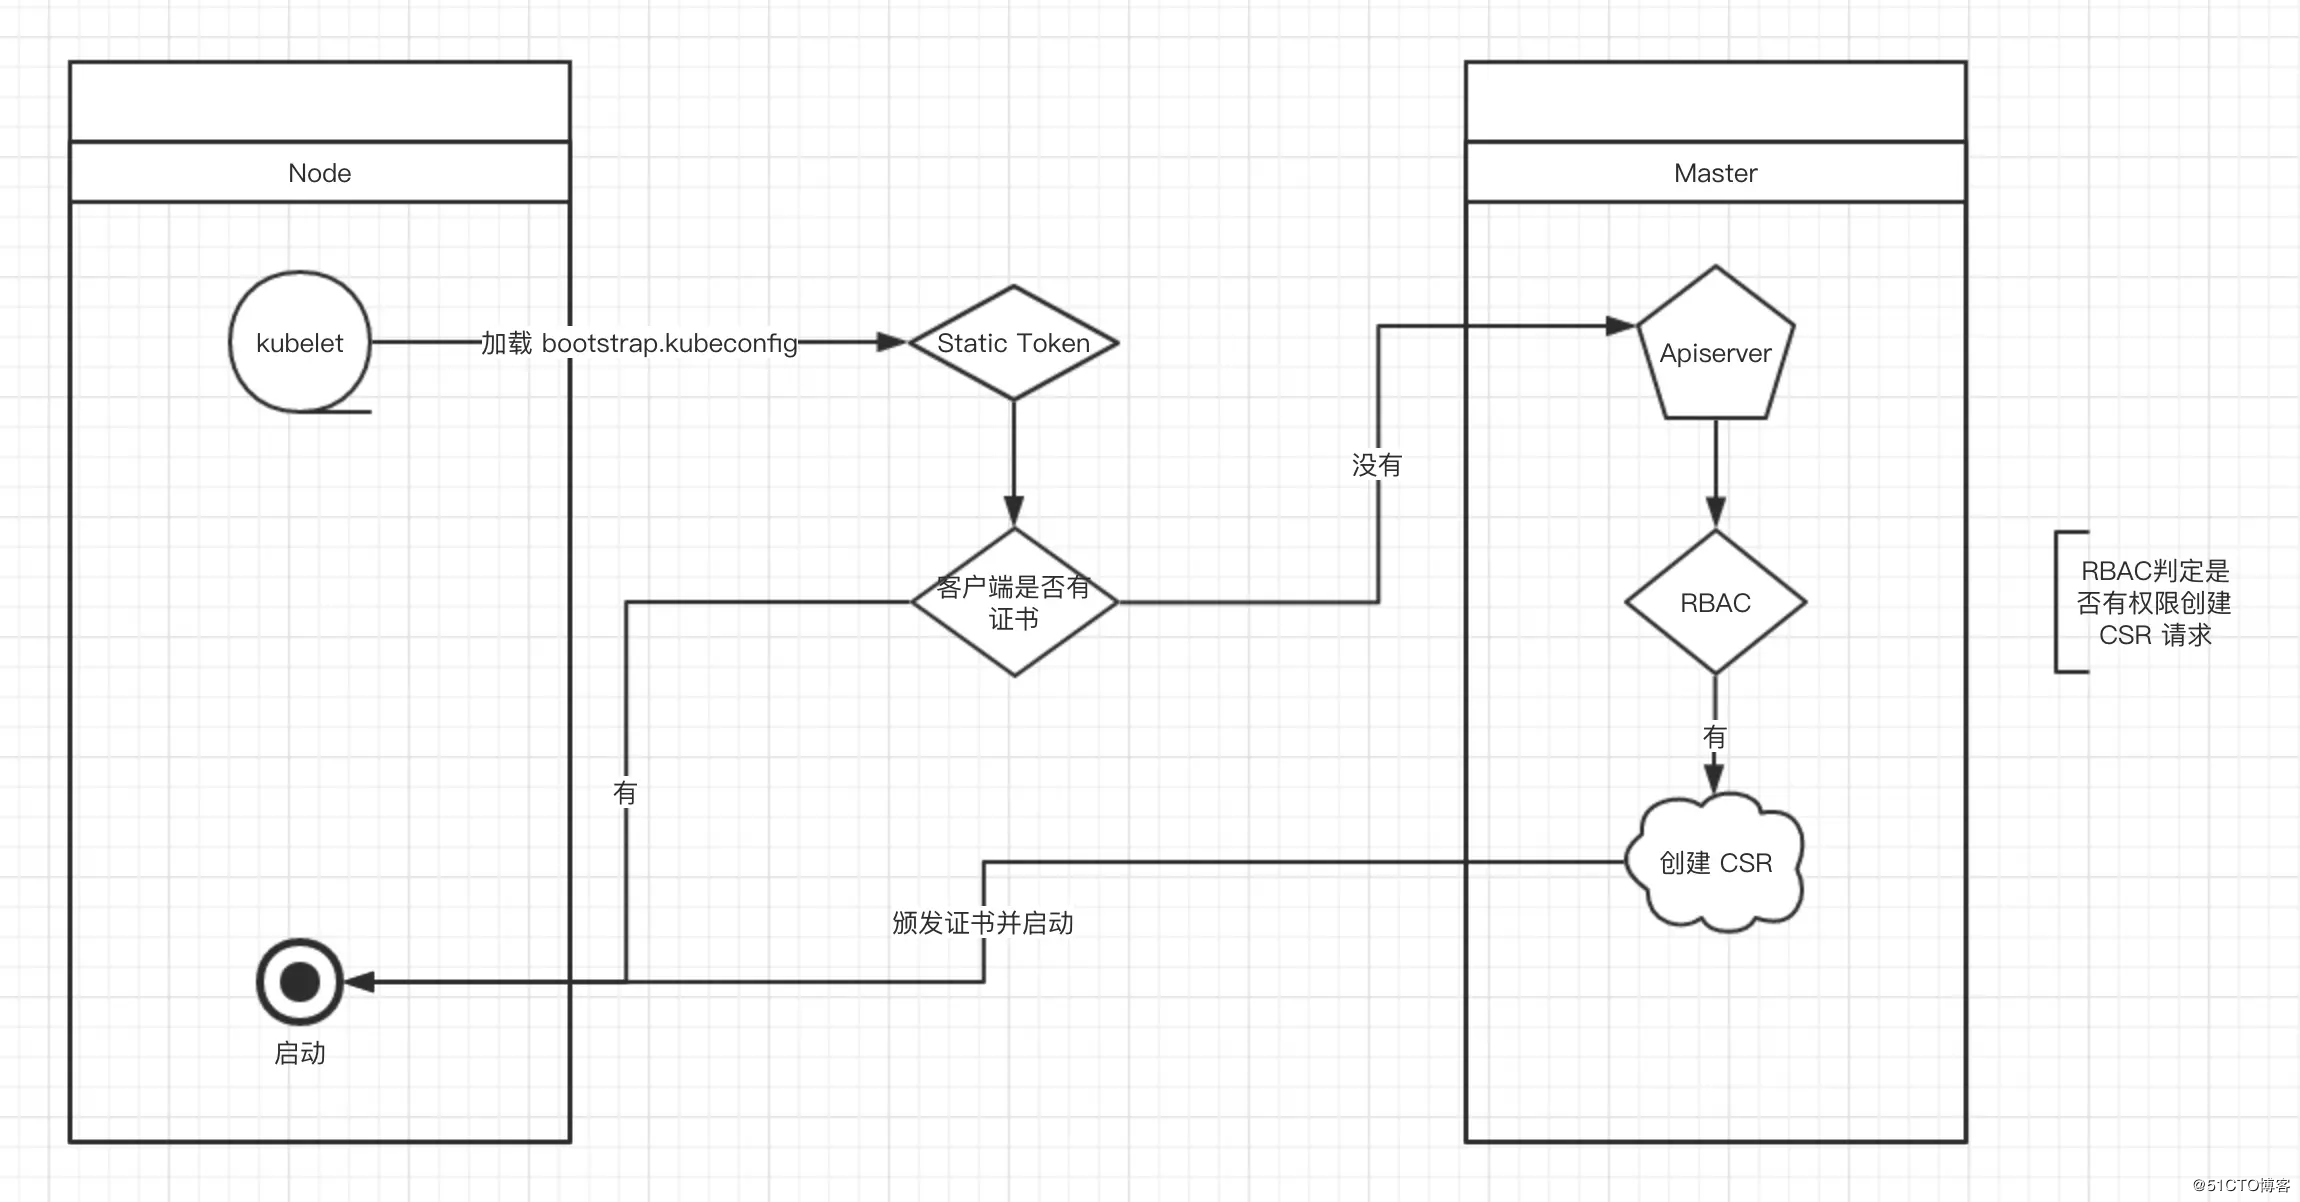 Node
Master
kubelet
加载 bootstrap.kubeconfig
Static Token
Apiserver
没有
客户端是否有
证书
RBAC
RBAC判定是
否有权限创建
CSR 请求
有
有
创建 CSR
颁发证书并启动
启动
@51CTO博客